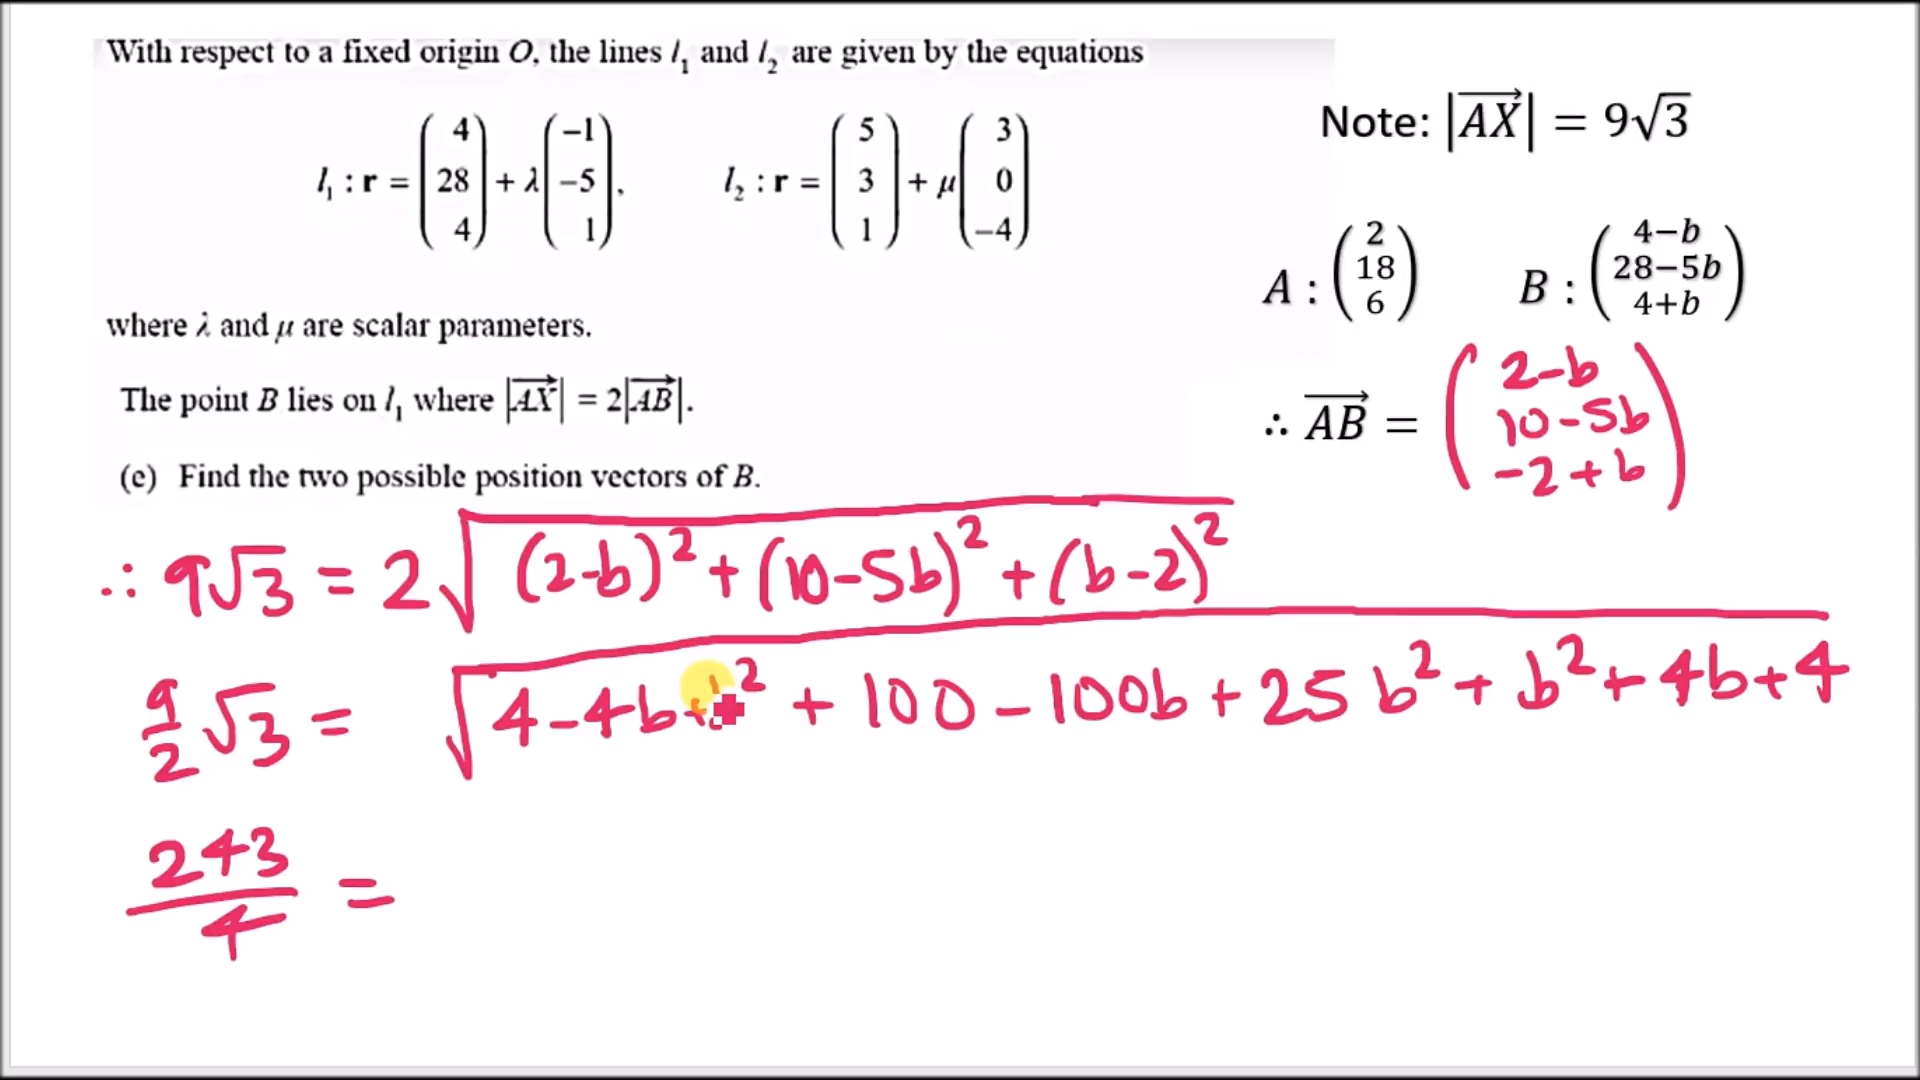 With respect to a fixed origin O, the lines l₁ and l₂ are given by the equations
Note: |AX⃗| = 9√3
l₁ : r = (4 28 4) + λ(−1 −5 1), l₂ : r = (5 3 1) + μ(3 0 −4)
A : (2 18 6) B : (4−b 28−5b 4+b)
where λ and μ are scalar parameters.
The point B lies on l₁ where |AX⃗| = 2|AB⃗|.
∴ AB⃗ = (2-b 10-5b -2+b)
(e) Find the two possible position vectors of B.
∴ 9√3 = 2√((2-b)² + (10-5b)² + (b-2)²)
9/2 √3 = √(4-4b+b² + 100 - 100b + 25b² + b² + 4b + 4)
243/4 =